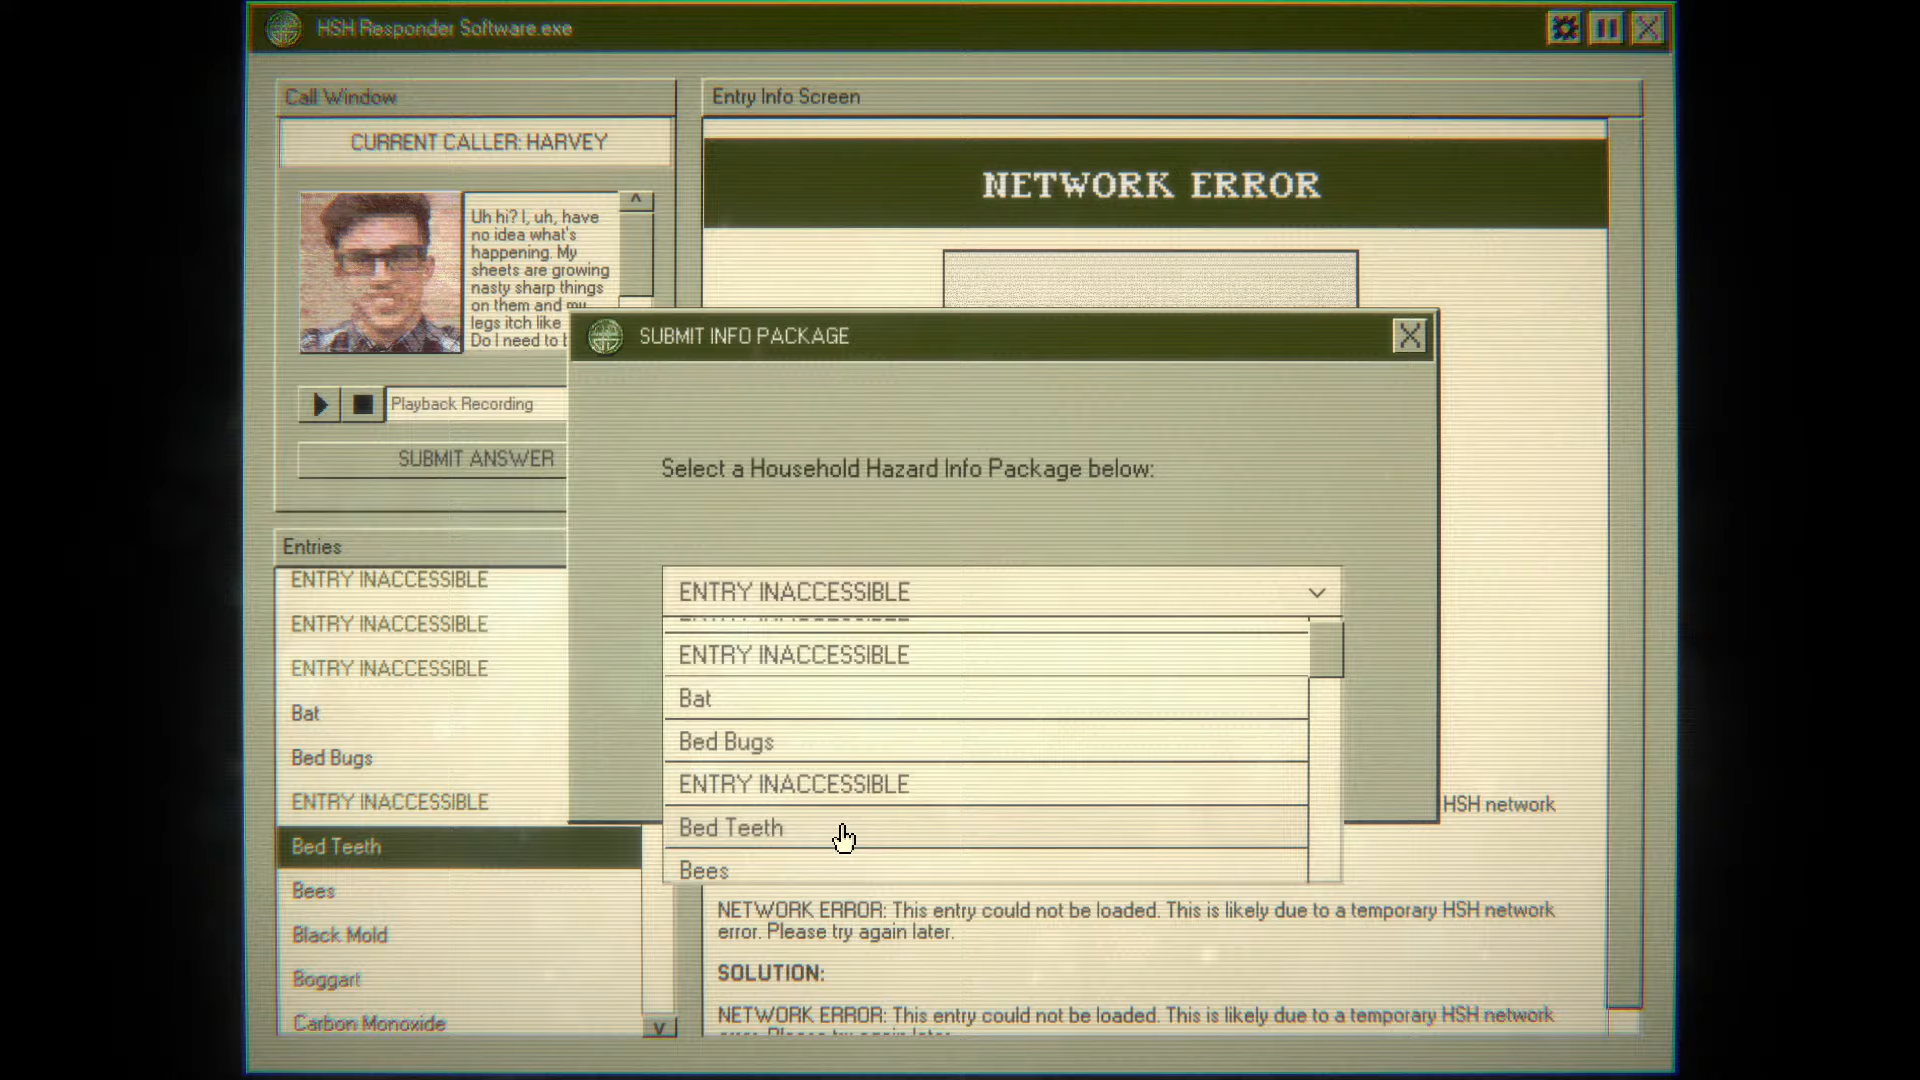 HSH Responder Software.exe
Call Window
CURRENT CALLER: HARVEY
Uh hi? I, uh, have
no idea what's
happening. My
sheets are growing
nasty sharp things
on them and my
legs itch like
Do I need to
Playback Recording
SUBMIT ANSWER
Entries
ENTRY INACCESSIBLE
ENTRY INACCESSIBLE
ENTRY INACCESSIBLE
Bat
Bed Bugs
ENTRY INACCESSIBLE
Bed Teeth
Bees
Black Mold
Boggart
Carbon Monoxide
Entry Info Screen
NETWORK ERROR
SUBMIT INFO PACKAGE
Select a Household Hazard Info Package below:
ENTRY INACCESSIBLE
ENTRY INACCESSIBLE
Bat
Bed Bugs
ENTRY INACCESSIBLE
Bed Teeth
Bees
HSH network
NETWORK ERROR: This entry could not be loaded. This is likely due to a temporary HSH network
error. Please try again later.
SOLUTION:
NETWORK ERROR: This entry could not be loaded. This is likely due to a temporary HSH network